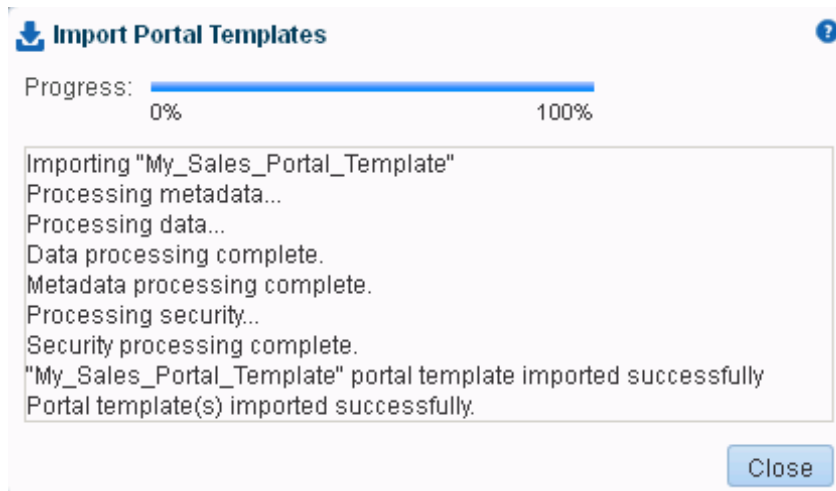 Import Portal Templates
?
Progress:
0% 100%
Importing "My_Sales_Portal_Template"
Processing metadata...
Processing data...
Data processing complete.
Metadata processing complete.
Processing security...
Security processing complete.
"My_Sales_Portal_Template" portal template imported successfully
Portal template(s) imported successfully.
Close